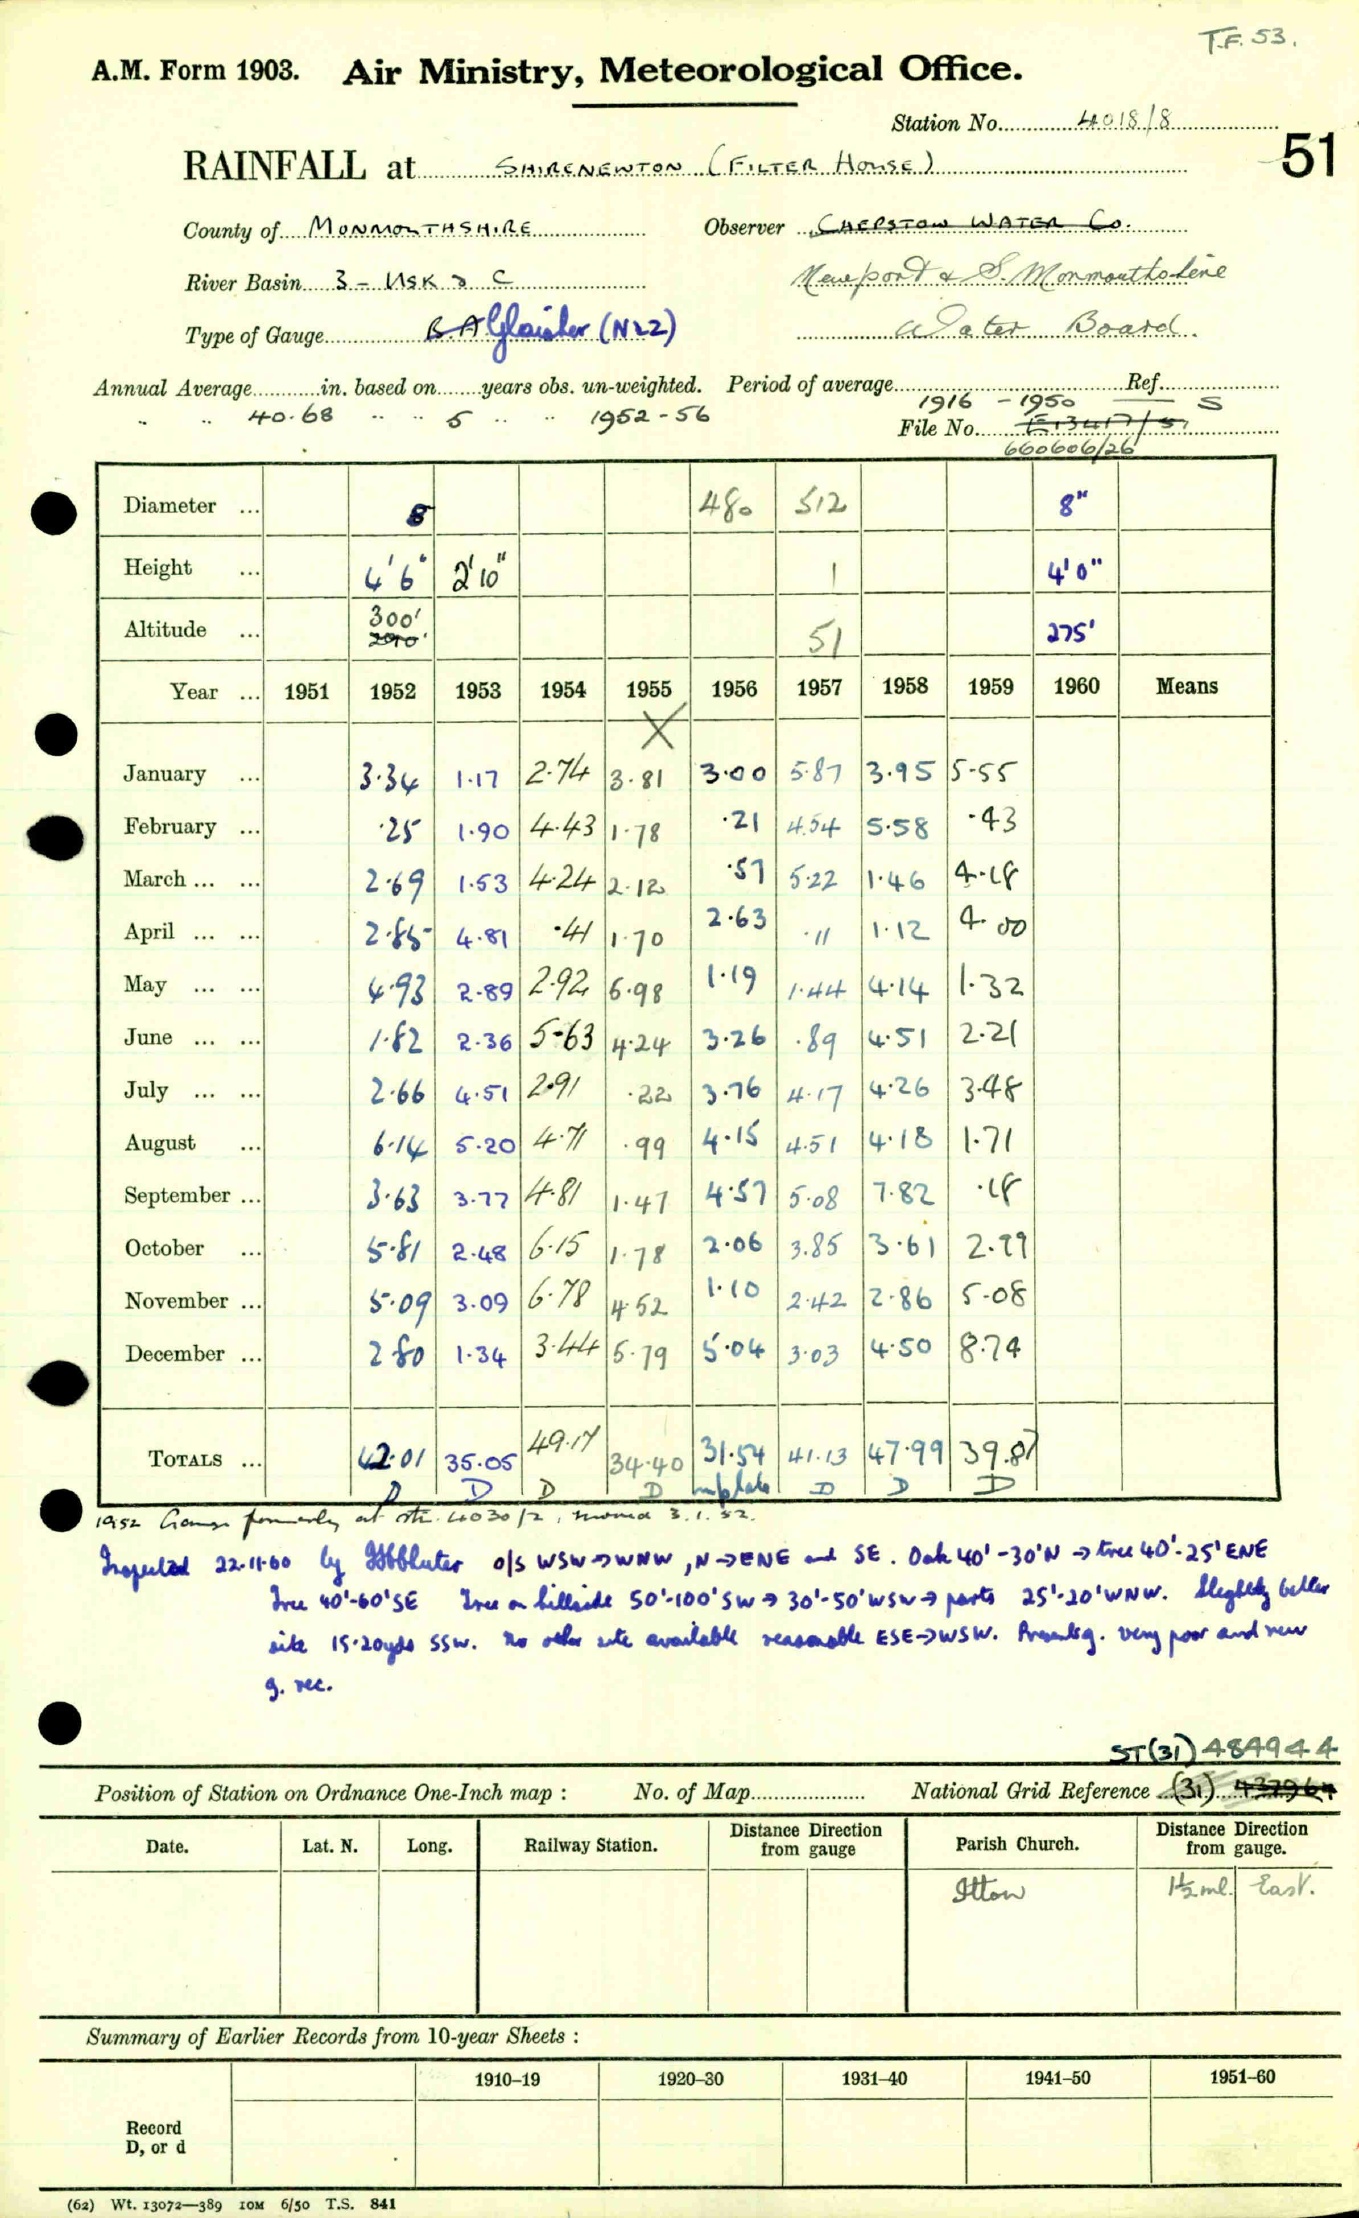 T.F. 53.
A.M. Form 1903. Air Ministry, Meteorological Office.
Station No. 4018/8
51
RAINFALL at SHIRENEWTON (FILTER HOUSE)
County of MONMOUTHSHIRE Observer CHEPSTOW WATER Co.
River Basin 3 - USK & C Newport & S. Monmouthshire
Type of Gauge B.A Glaisher (N22) Water Board.
Annual Average in. based on years obs. un-weighted. Period of average 1916 - 1950 Ref. S
" " 40.68 " " 5 " " 1952 - 56 File No. E13417/51
660606/26
Diameter ... 8 480 512 8"
Height ... 4' 6" 2' 10" 1 4' 0"
Altitude ... 300' 290' 51 275'
Year ... 1951 1952 1953 1954 1955 1956 1957 1958 1959 1960 Means
X
January ... 3.34 1.17 2.74 3.81 3.00 5.87 3.95 5.55
February ... .25 1.90 4.43 1.78 .21 4.54 5.58 .43
March ... ... 2.69 1.53 4.24 2.12 .57 5.22 1.46 4.18
April ... ... 2.85 4.81 .41 1.70 2.63 .11 1.12 4.00
May ... ... 4.93 2.89 2.92 5.98 1.19 1.44 4.14 1.32
June ... ... 1.82 2.36 5.63 4.24 3.26 .89 4.51 2.21
July ... ... 2.66 4.51 2.91 .22 3.76 4.17 4.26 3.48
August ... 6.14 5.20 4.71 .99 4.15 4.51 4.18 1.71
September ... 3.63 3.77 4.81 1.47 4.57 5.08 7.82 .18
October ... 5.81 2.48 6.15 1.78 2.06 3.85 3.61 2.99
November ... 5.09 3.09 6.78 4.52 1.10 2.42 2.86 5.08
December ... 2.80 1.34 3.44 5.79 5.04 3.03 4.50 8.74
TOTALS ... 42.01 35.05 49.17 34.40 31.54 41.13 47.99 39.87
D D D D D D D
1952 Gauge formerly at stn. 4030/2, moved 3.1.52.
Inspected 22.11.60 by o/s WSW→WNW, N→ENE and SE. Oak 40'-30'N → tree 40'-25'ENE
Tree 40'-60'SE Tree on hillside 50'-100'SW → 30'-50'WSW → parts 25'-20'WNW. Slightly better
site 15-20yds SSW. No other site available reasonable ESE→WSW. Present g. very poor and new
g. rec.
ST(31) 484944
Position of Station on Ordnance One-Inch map : No. of Map National Grid Reference (31)
Date. Lat. N. Long. Railway Station. Distance from Direction gauge Parish Church. Distance from Direction gauge.
Itton 1½ ml. East.
Summary of Earlier Records from 10-year Sheets :
1910–19 1920–30 1931–40 1941–50 1951–60
Record
D, or d
(62) Wt. 13072—389 10M 6/50 T.S. 841